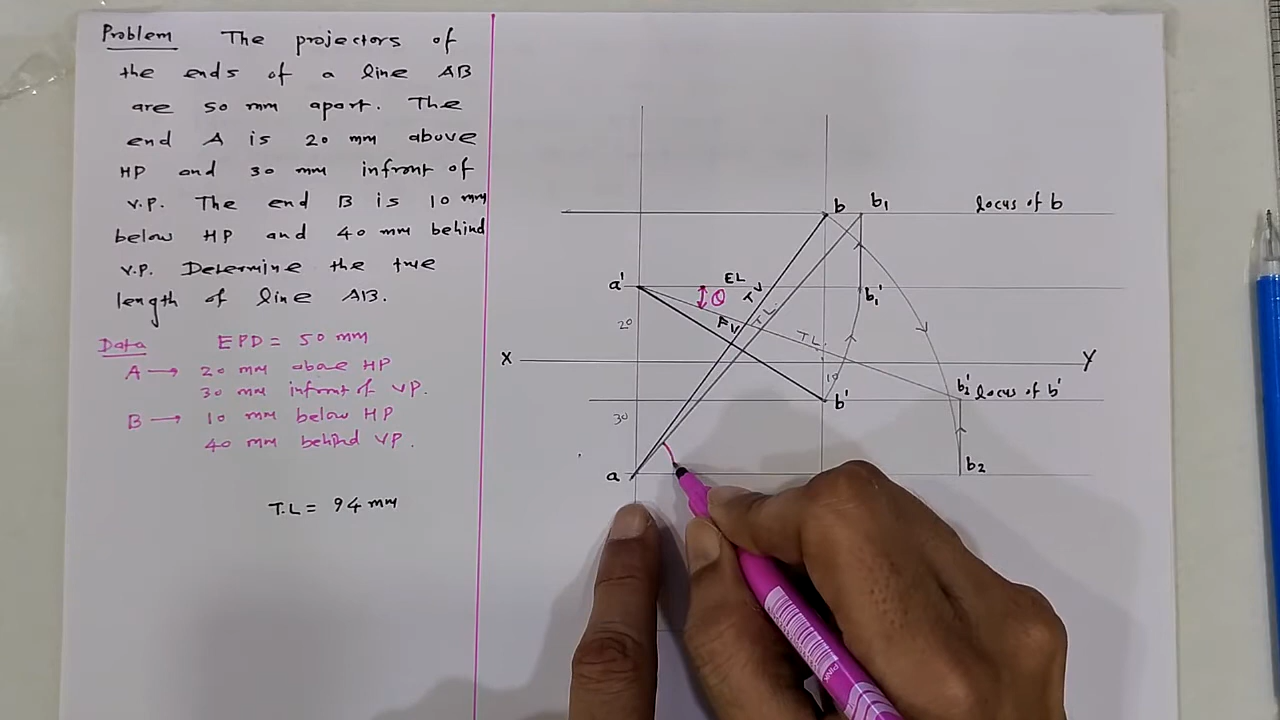 Problem The projectors of
the ends of a line AB
are 50 mm apart. The
end A is 20 mm above
HP and 30 mm infront of
V.P. The end B is 10 mm
below HP and 40 mm behind
V.P. Determine the true
length of line AB.
Data EPD = 50 mm
A → 20 mm above HP
30 mm infront of VP.
B → 10 mm below HP
40 mm behind VP.
T.L = 94 mm
b b₁ locus of b
a' EL
θ TV b₁'
20 FV T.L. T.L.
X Y
10
b' b₂' locus of b'
30
a b₂
PINK